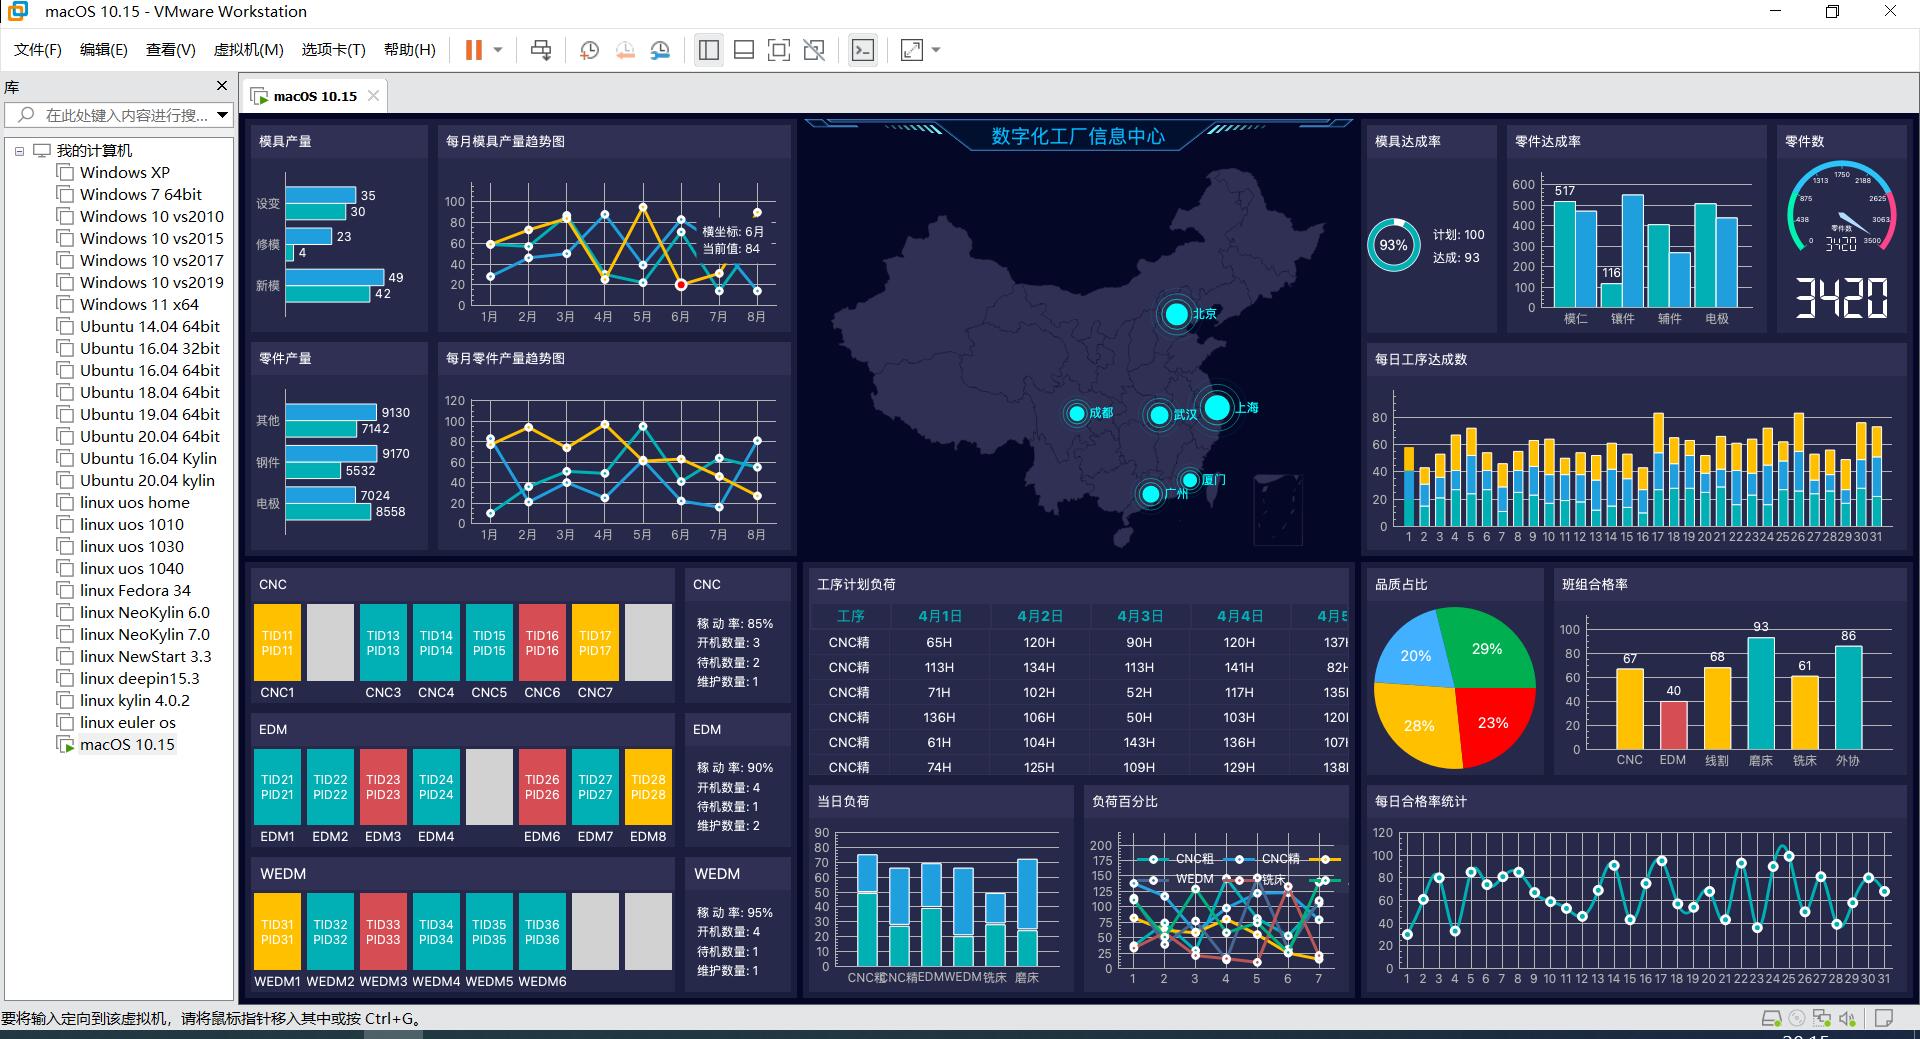 macOS 10.15 - VMware Workstation
文件(F) 编辑(E) 查看(V) 虚拟机(M) 选项卡(T) 帮助(H)
库
在此处键入内容进行搜...
我的计算机
Windows XP
Windows 7 64bit
Windows 10 vs2010
Windows 10 vs2015
Windows 10 vs2017
Windows 10 vs2019
Windows 11 x64
Ubuntu 14.04 64bit
Ubuntu 16.04 32bit
Ubuntu 16.04 64bit
Ubuntu 18.04 64bit
Ubuntu 19.04 64bit
Ubuntu 20.04 64bit
Ubuntu 16.04 Kylin
Ubuntu 20.04 kylin
linux uos home
linux uos 1010
linux uos 1030
linux uos 1040
linux Fedora 34
linux NeoKylin 6.0
linux NeoKylin 7.0
linux NewStart 3.3
linux deepin15.3
linux kylin 4.0.2
linux euler os
macOS 10.15
macOS 10.15
模具产量
设变 35 30
修模 23 4
新模 49 42
每月模具产量趋势图
100
80
60
40
20
0
横坐标: 6月
当前值: 84
1月 2月 3月 4月 5月 6月 7月 8月
零件产量
其他 9130 7142
钢件 9170 5532
电极 7024 8558
每月零件产量趋势图
120
100
80
60
40
20
0
1月 2月 3月 4月 5月 6月 7月 8月
数字化工厂信息中心
北京
成都
武汉
上海
厦门
广州
模具达成率
93%
计划: 100
达成: 93
零件达成率
600
500
400
300
200
100
0
517
116
模仁 镶件 辅件 电极
零件数
0 438 875 1313 1750 2188 2625 3063 3500
零件数
3420
3420
每日工序达成数
80
60
40
20
0
1 2 3 4 5 6 7 8 9 10 11 12 13 14 15 16 17 18 19 20 21 22 23 24 25 26 27 28 29 30 31
CNC
TID11 TID13 TID14 TID15 TID16 TID17
PID11 PID13 PID14 PID15 PID16 PID17
CNC1 CNC3 CNC4 CNC5 CNC6 CNC7
CNC
稼 动 率: 85%
开机数量: 3
待机数量: 2
维护数量: 1
EDM
TID21 TID22 TID23 TID24 TID26 TID27 TID28
PID21 PID22 PID23 PID24 PID26 PID27 PID28
EDM1 EDM2 EDM3 EDM4 EDM6 EDM7 EDM8
EDM
稼 动 率: 90%
开机数量: 4
待机数量: 1
维护数量: 2
WEDM
TID31 TID32 TID33 TID34 TID35 TID36
PID31 PID32 PID33 PID34 PID35 PID36
WEDM1 WEDM2 WEDM3 WEDM4 WEDM5 WEDM6
WEDM
稼 动 率: 95%
开机数量: 4
待机数量: 1
维护数量: 1
工序计划负荷
工序 4月1日 4月2日 4月3日 4月4日
CNC精 65H 120H 90H 120H 137
CNC精 113H 134H 113H 141H 82
CNC精 71H 102H 52H 117H 135
CNC精 136H 106H 50H 103H 120
CNC精 61H 104H 143H 136H 107
CNC精 74H 125H 109H 129H 138
当日负荷
90
80
70
60
50
40
30
20
10
0
CNC粗 CNC精 EDM WEDM 铣床 磨床
负荷百分比
200
175
150
125
100
75
50
25
0
CNC粗 CNC精
WEDM 铣床
1 2 3 4 5 6 7
品质占比
20% 29%
28% 23%
班组合格率
100
80
60
40
20
0
67 40 68 93 61 86
CNC EDM 线割 磨床 铣床 外协
每日合格率统计
120
100
80
60
40
20
0
1 2 3 4 5 6 7 8 9 10 11 12 13 14 15 16 17 18 19 20 21 22 23 24 25 26 27 28 29 30 31
要将输入定向到该虚拟机，请将鼠标指针移入其中或按 Ctrl+G。